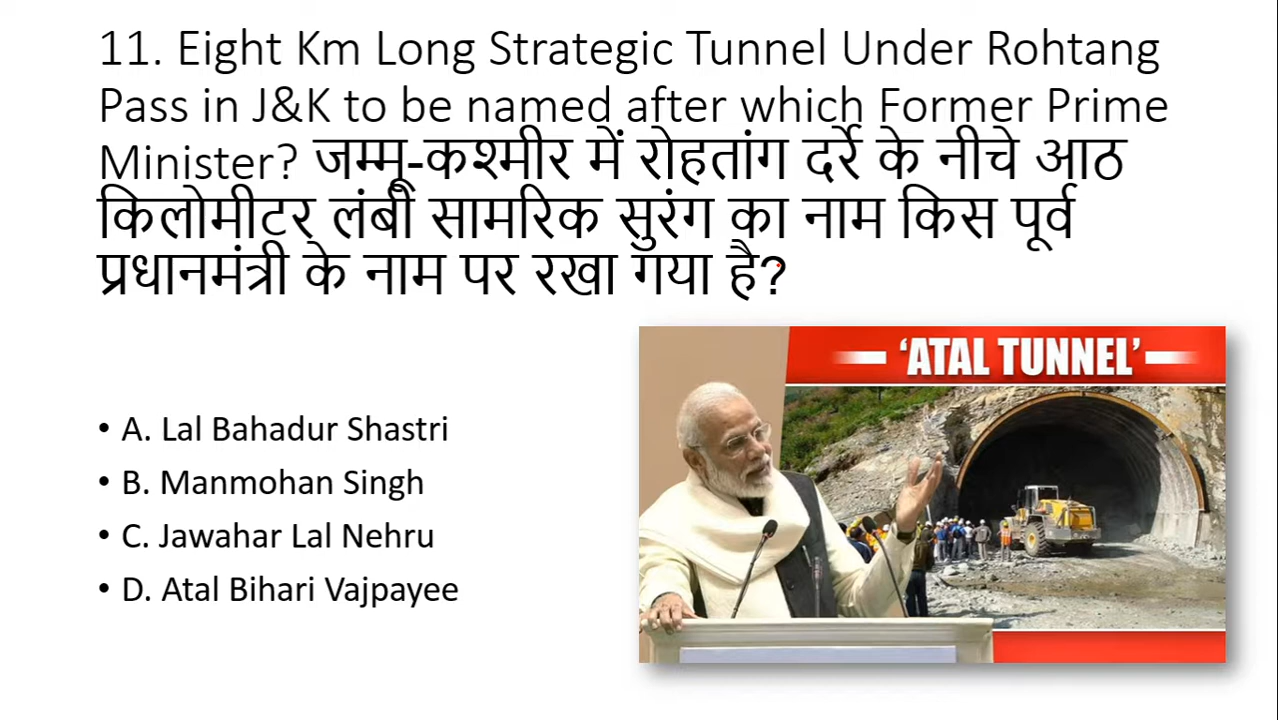 11. Eight Km Long Strategic Tunnel Under Rohtang
Pass in J&K to be named after which Former Prime
Minister? जम्मू-कश्मीर में रोहतांग दर्रे के नीचे आठ
किलोमीटर लंबी सामरिक सुरंग का नाम किस पूर्व
प्रधानमंत्री के नाम पर रखा गया है?
‘ATAL TUNNEL’
• A. Lal Bahadur Shastri
• B. Manmohan Singh
• C. Jawahar Lal Nehru
• D. Atal Bihari Vajpayee